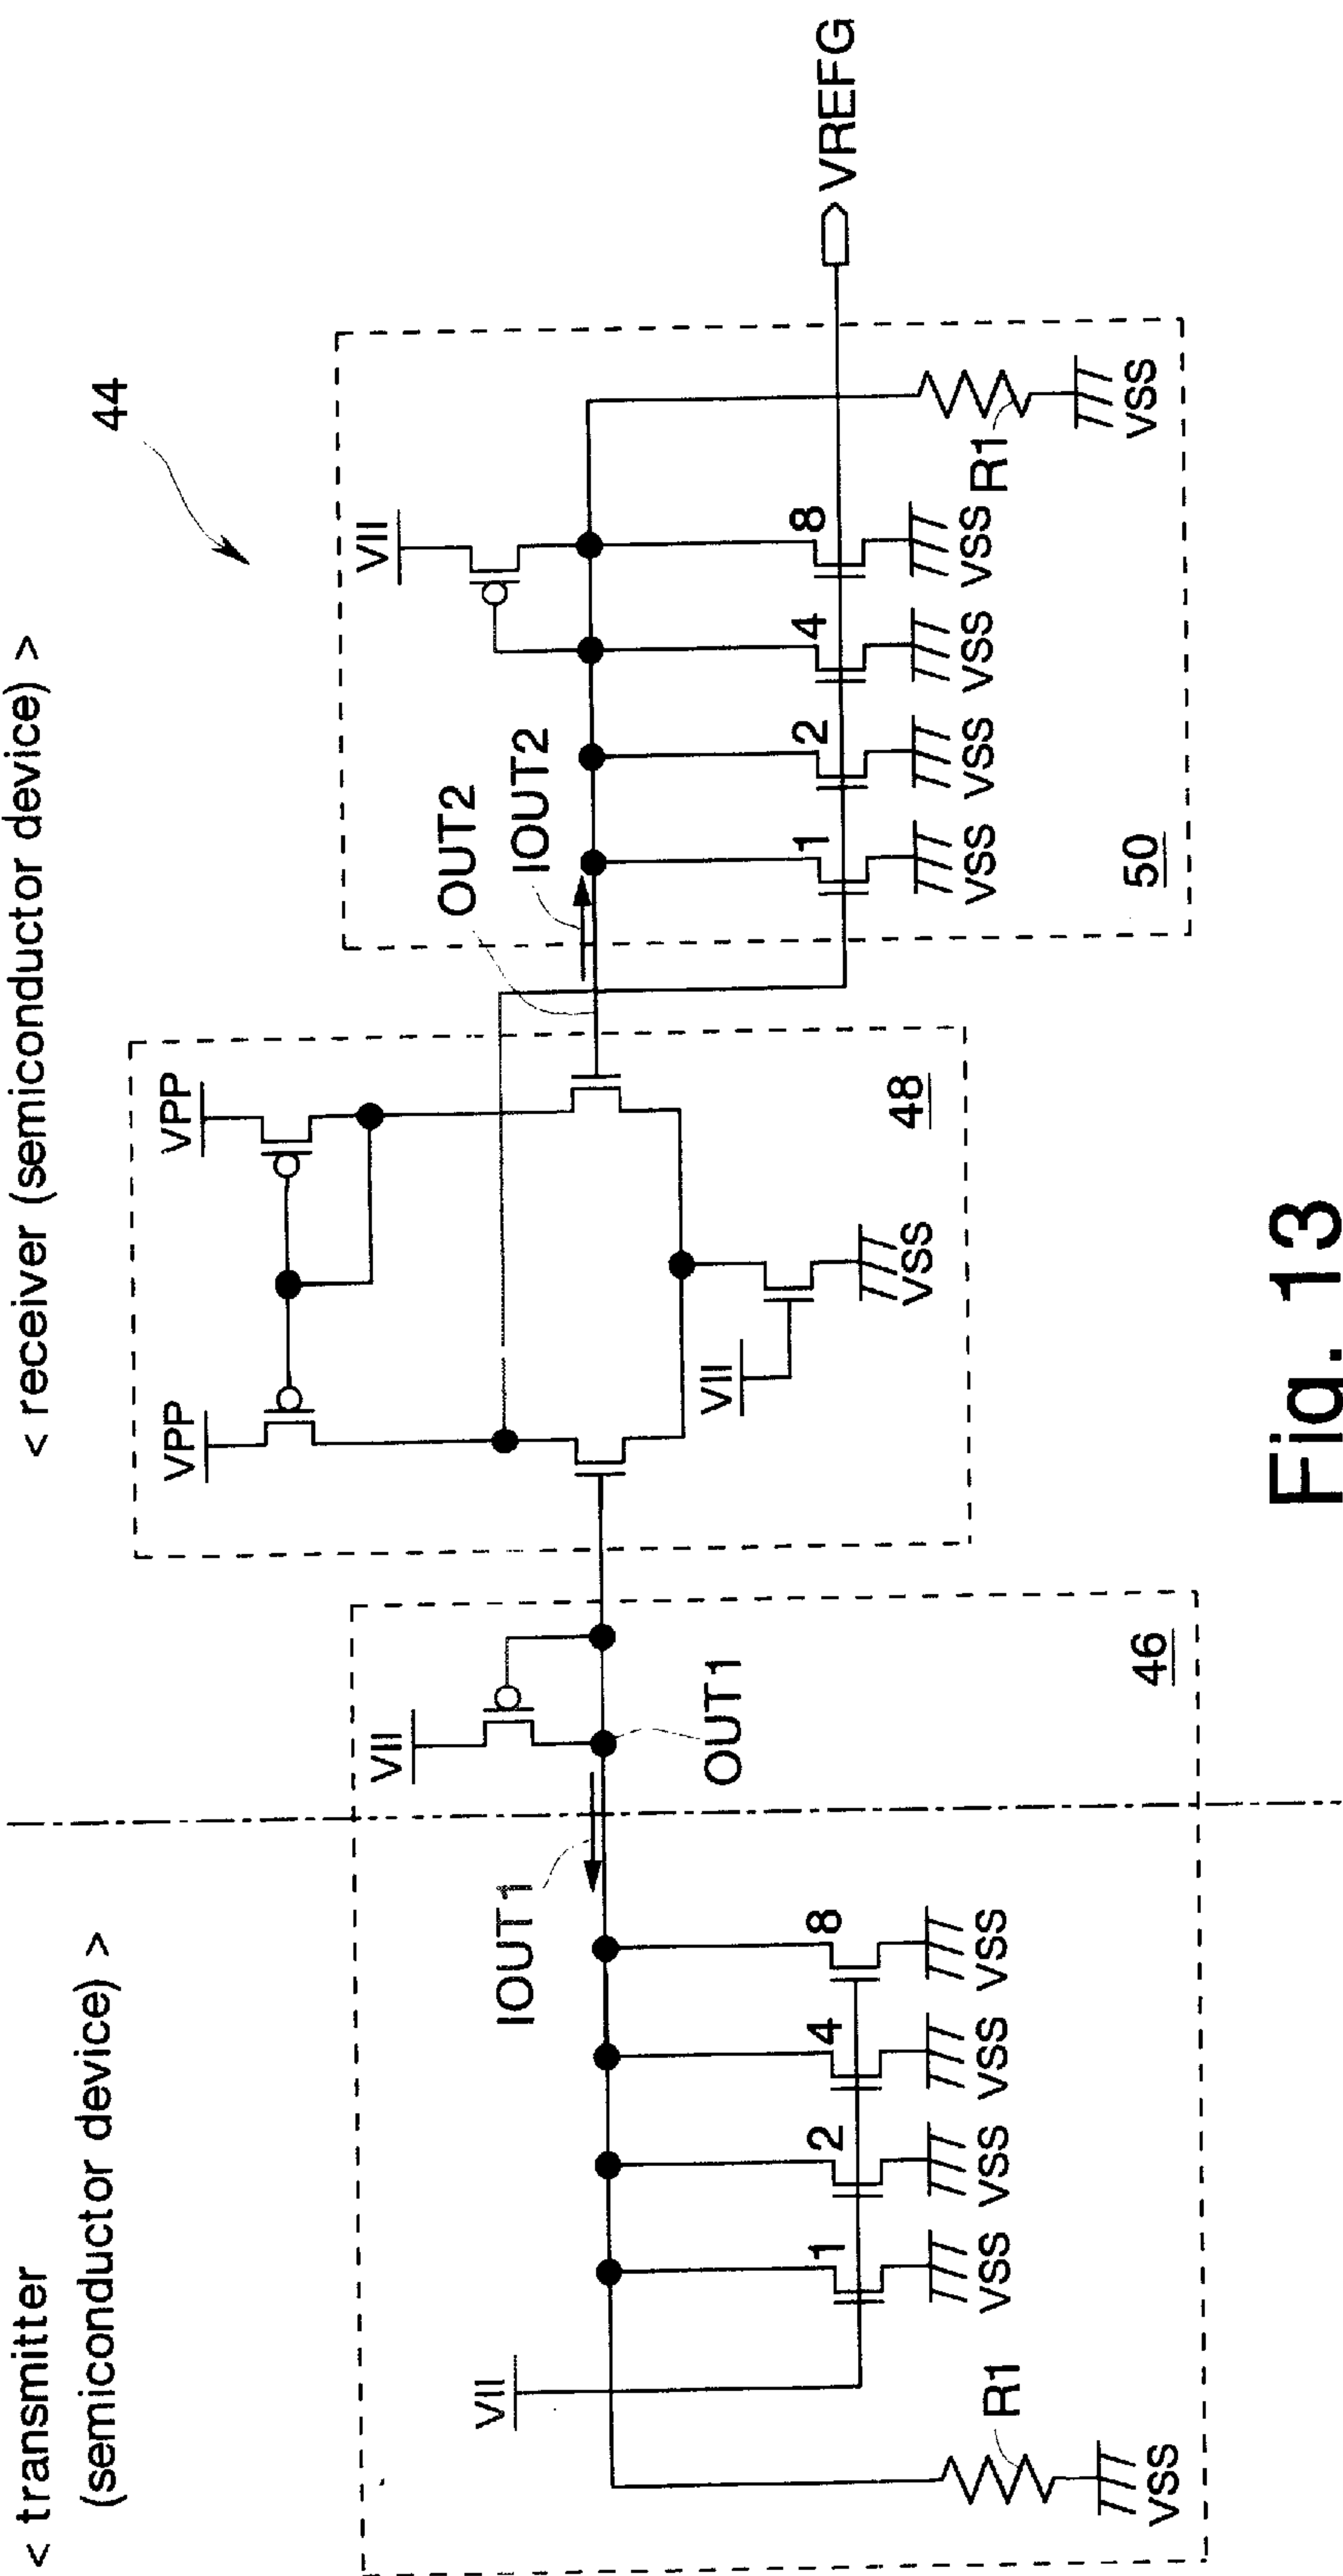 < transmitter
(semiconductor device) >
< receiver (semiconductor device) >
44
VPP
VPP
VII
VII
VII
IOUT1
OUT1
OUT2
IOUT2
VII
1
2
4
8
1
2
4
8
VREFG
R1
R1
VSS
VSS
VSS
VSS
VSS
VSS
VSS
VSS
VSS
VSS
VSS
46
48
50
Fig. 13